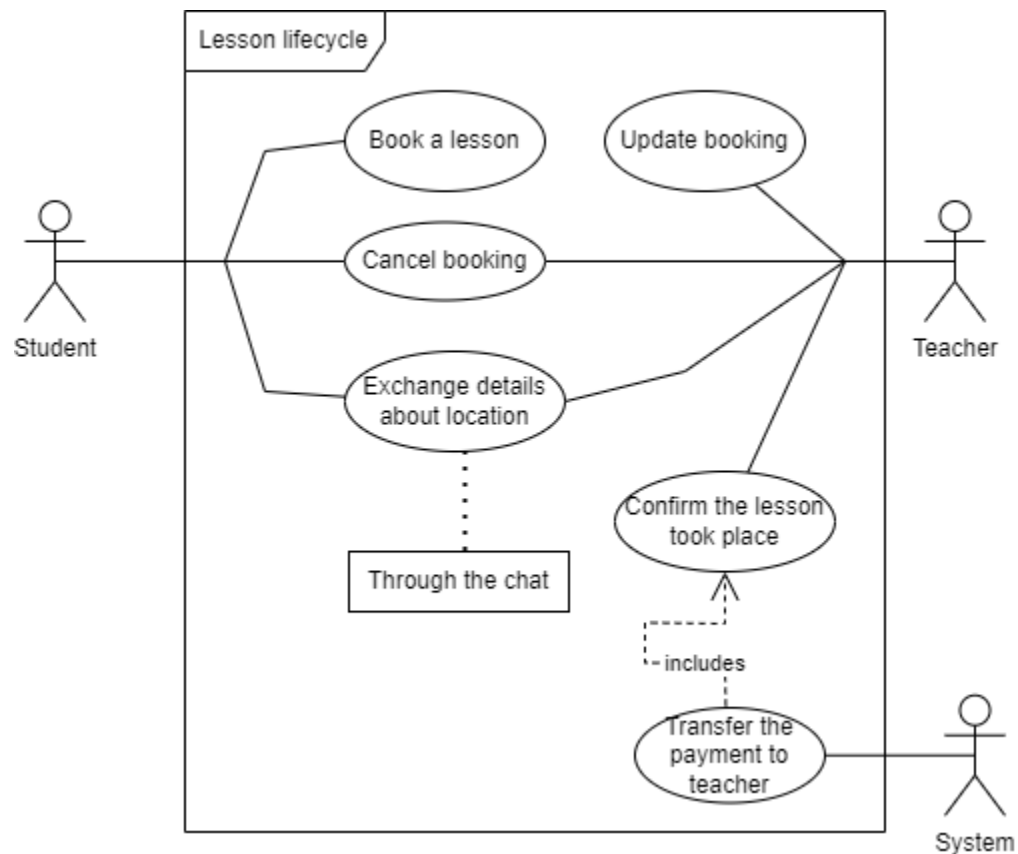 Lesson lifecycle
Book a lesson
Update booking
Cancel booking
Student
Teacher
Exchange details
about location
Confirm the lesson
took place
Through the chat
includes
Transfer the
payment to
teacher
System